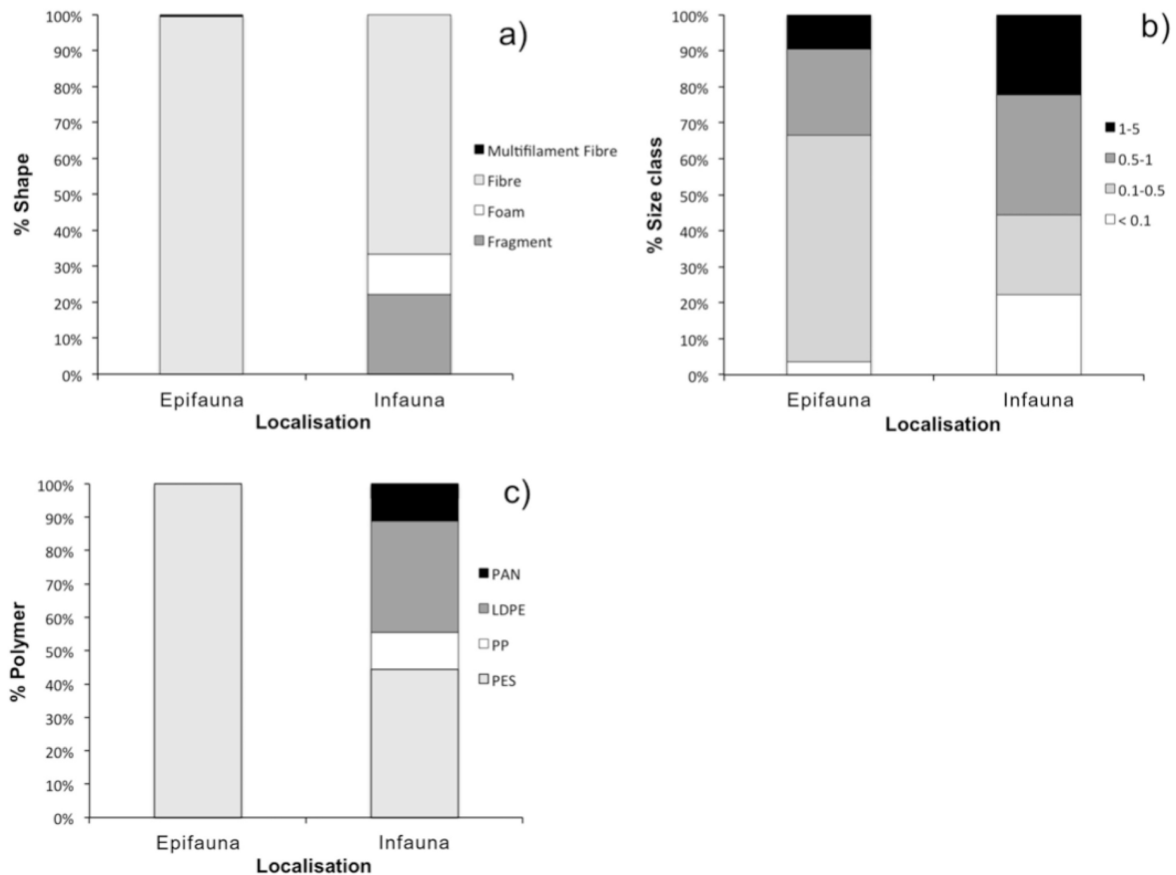 a)
% Shape
100%
90%
80%
70%
60%
50%
40%
30%
20%
10%
0%
Epifauna Infauna
Localisation
Multifilament Fibre
Fibre
Foam
Fragment
b)
% Size class
100%
90%
80%
70%
60%
50%
40%
30%
20%
10%
0%
Epifauna Infauna
Localisation
1-5
0.5-1
0.1-0.5
< 0.1
c)
% Polymer
100%
90%
80%
70%
60%
50%
40%
30%
20%
10%
0%
Epifauna Infauna
Localisation
PAN
LDPE
PP
PES